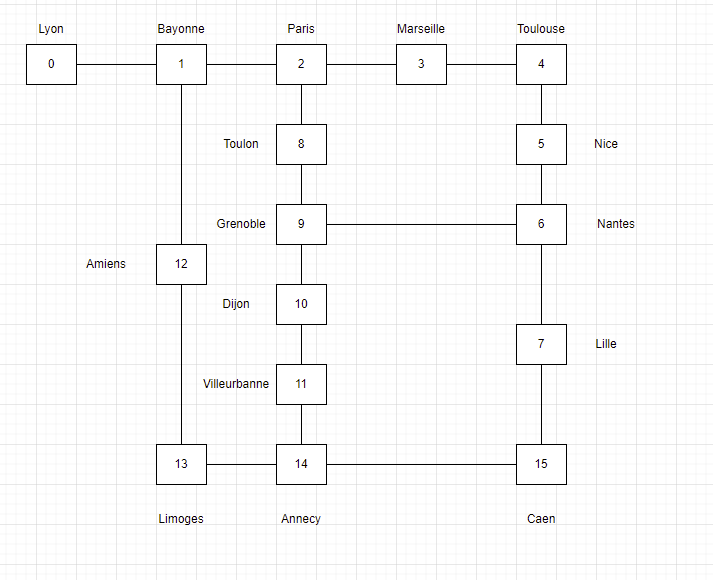 Lyon Bayonne Paris Marseille Toulouse
0 1 2 3 4
Toulon 8 5 Nice
Grenoble 9 6 Nantes
Amiens 12
Dijon 10
7 Lille
Villeurbanne 11
13 14 15
Limoges Annecy Caen